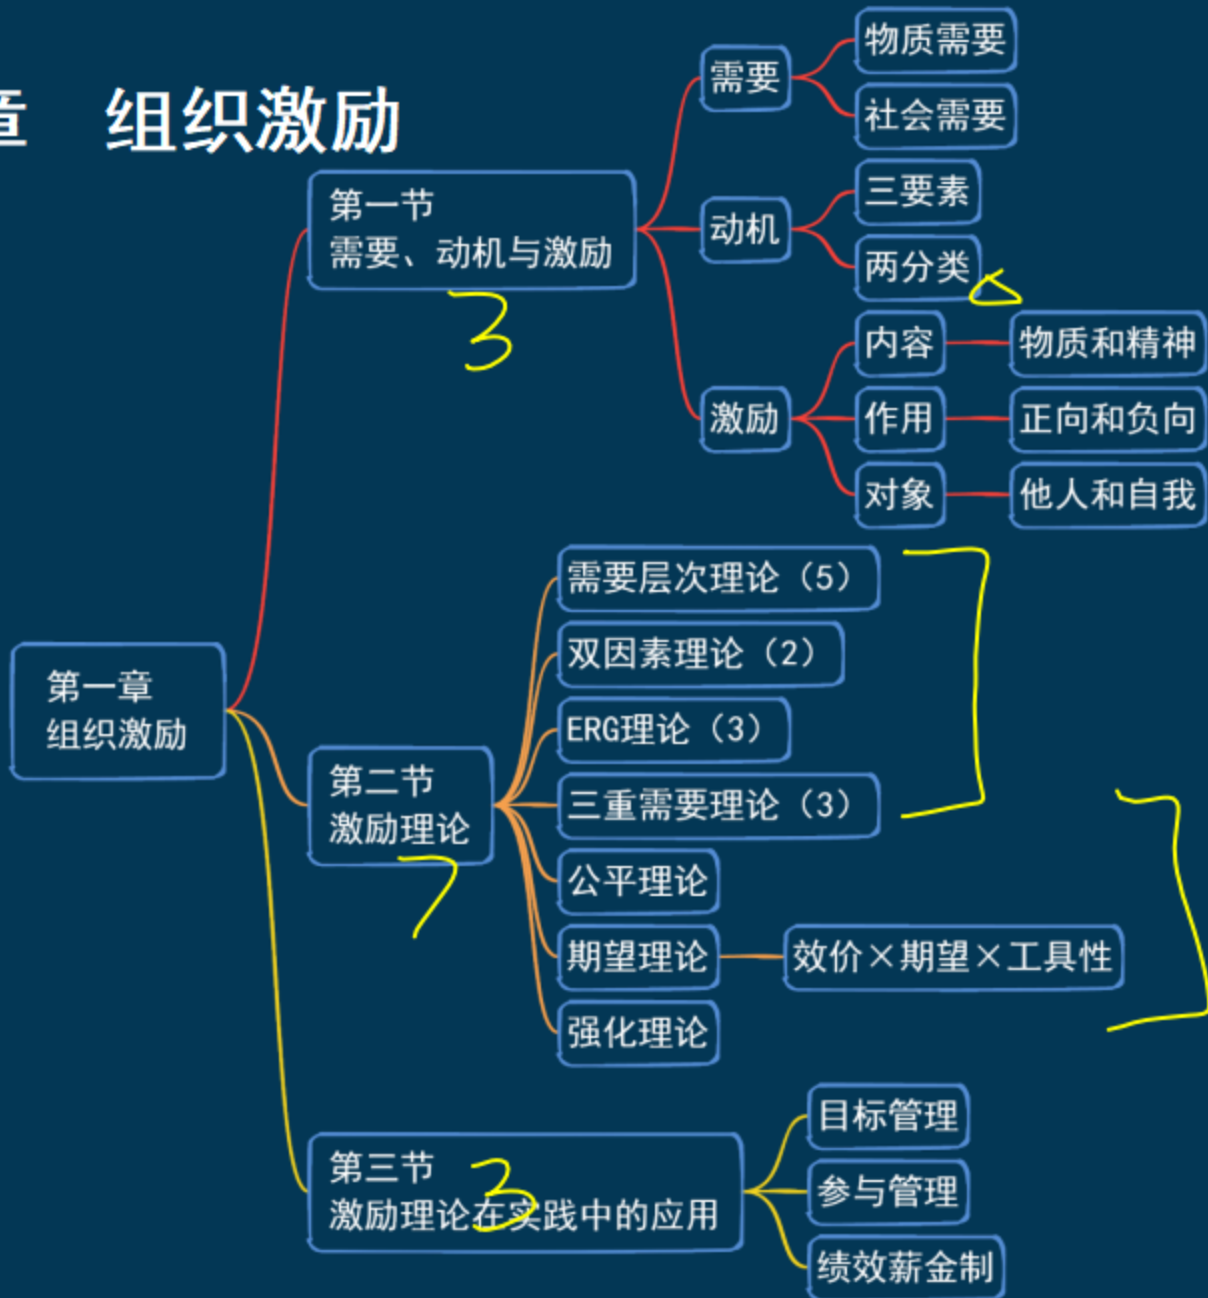 章 组织激励
第一章
组织激励
第一节
需要、动机与激励
3
需要
物质需要
社会需要
动机
三要素
两分类
激励
内容
物质和精神
作用
正向和负向
对象
他人和自我
第二节
激励理论
7
需要层次理论（5）
双因素理论（2）
ERG理论（3）
三重需要理论（3）
公平理论
期望理论
效价×期望×工具性
强化理论
第三节
激励理论在实践中的应用
3
目标管理
参与管理
绩效薪金制